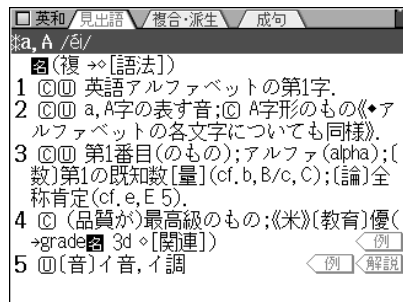 英和 見出語 複合・派生 成句
※a, A /éi/
名(複 →◇[語法])
1 ⒸⓊ 英語アルファベットの第1字.
2 ⒸⓊ a, A字の表す音;Ⓒ A字形のもの《◆ア
ルファベットの各文字についても同様》.
3 ⒸⓊ 第1番目(のもの);アルファ(alpha);〔
数〕第1の既知数[量](cf. b, B/c, C);〔論〕全
称肯定(cf. e, E 5).
4 Ⓒ (品質が)最高級のもの;《米》〔教育〕優(
→grade名 3d ◇[関連]) 例
5 Ⓤ〔音〕イ音, イ調 例 解説